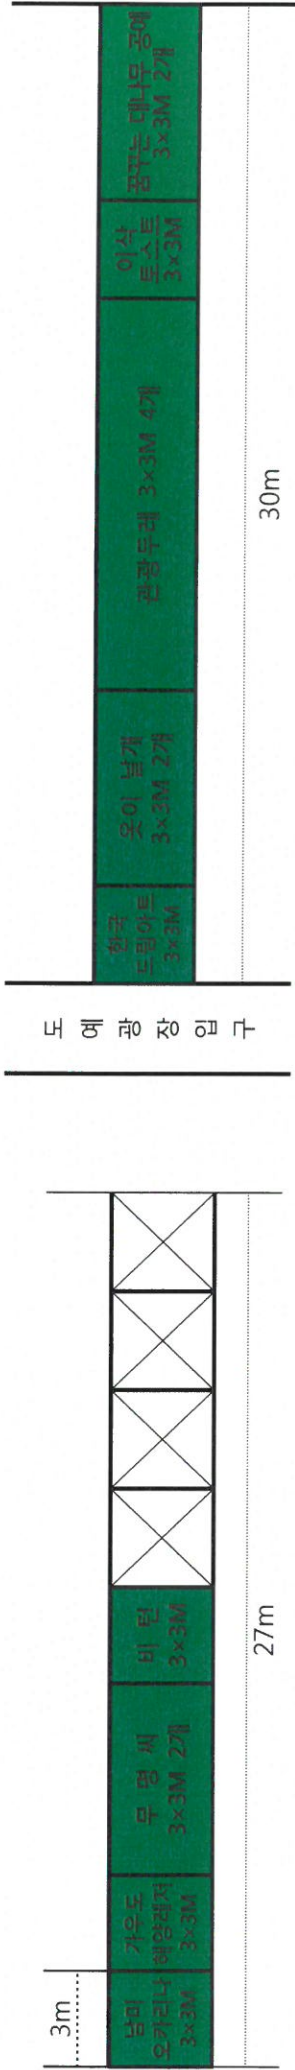 3m
남미
오카리나
3×3M
가우도
해양레저
3×3M
무 명 씨
3×3M 2개
비 턴
3×3M
27m
도 예 광 장 입 구
한국
드림아트
3×3M
옷이 날개
3×3M 2개
관광두레 3×3M 4개
이삭
토스트
3×3M
꿈꾸는 대나무 공예
3×3M 2개
30m